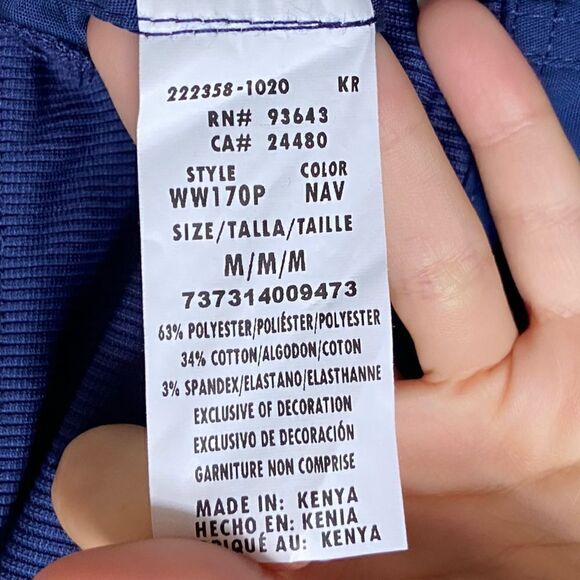 222358-1020 KR
RN# 93643
CA# 24480
STYLE COLOR
WW170P NAV
SIZE/TALLA/TAILLE
M/M/M
737314009473
63% POLYESTER/POLIÉSTER/POLYESTER
34% COTTON/ALGODON/COTON
3% SPANDEX/ELASTANO/ELASTHANNE
EXCLUSIVE OF DECORATION
EXCLUSIVO DE DECORACIÓN
GARNITURE NON COMPRISE
MADE IN: KENYA
HECHO EN: KENIA
AU: KENYA